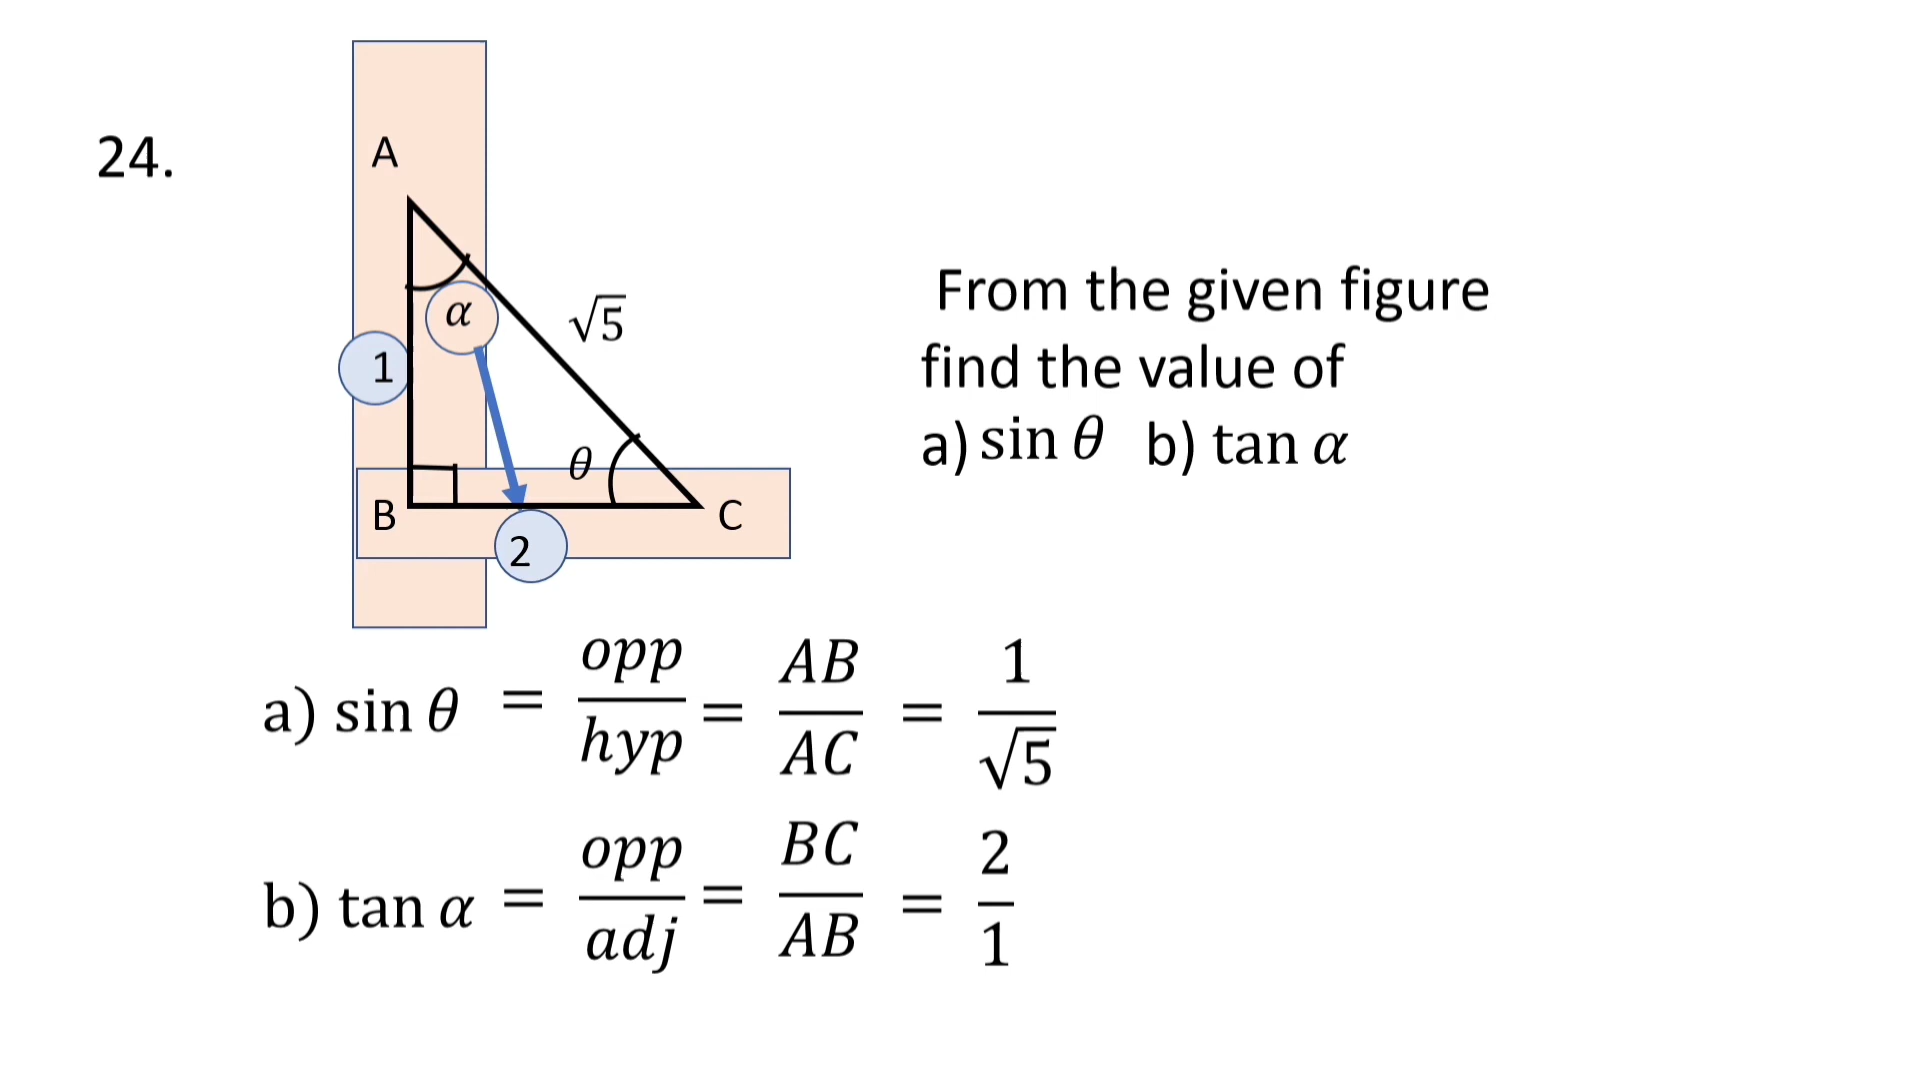 24.
A
α
√5
1
θ
B
C
2
From the given figure
find the value of
a) sin θ b) tan α
a) sin θ = opp/hyp = AB/AC = 1/√5
b) tan α = opp/adj = BC/AB = 2/1